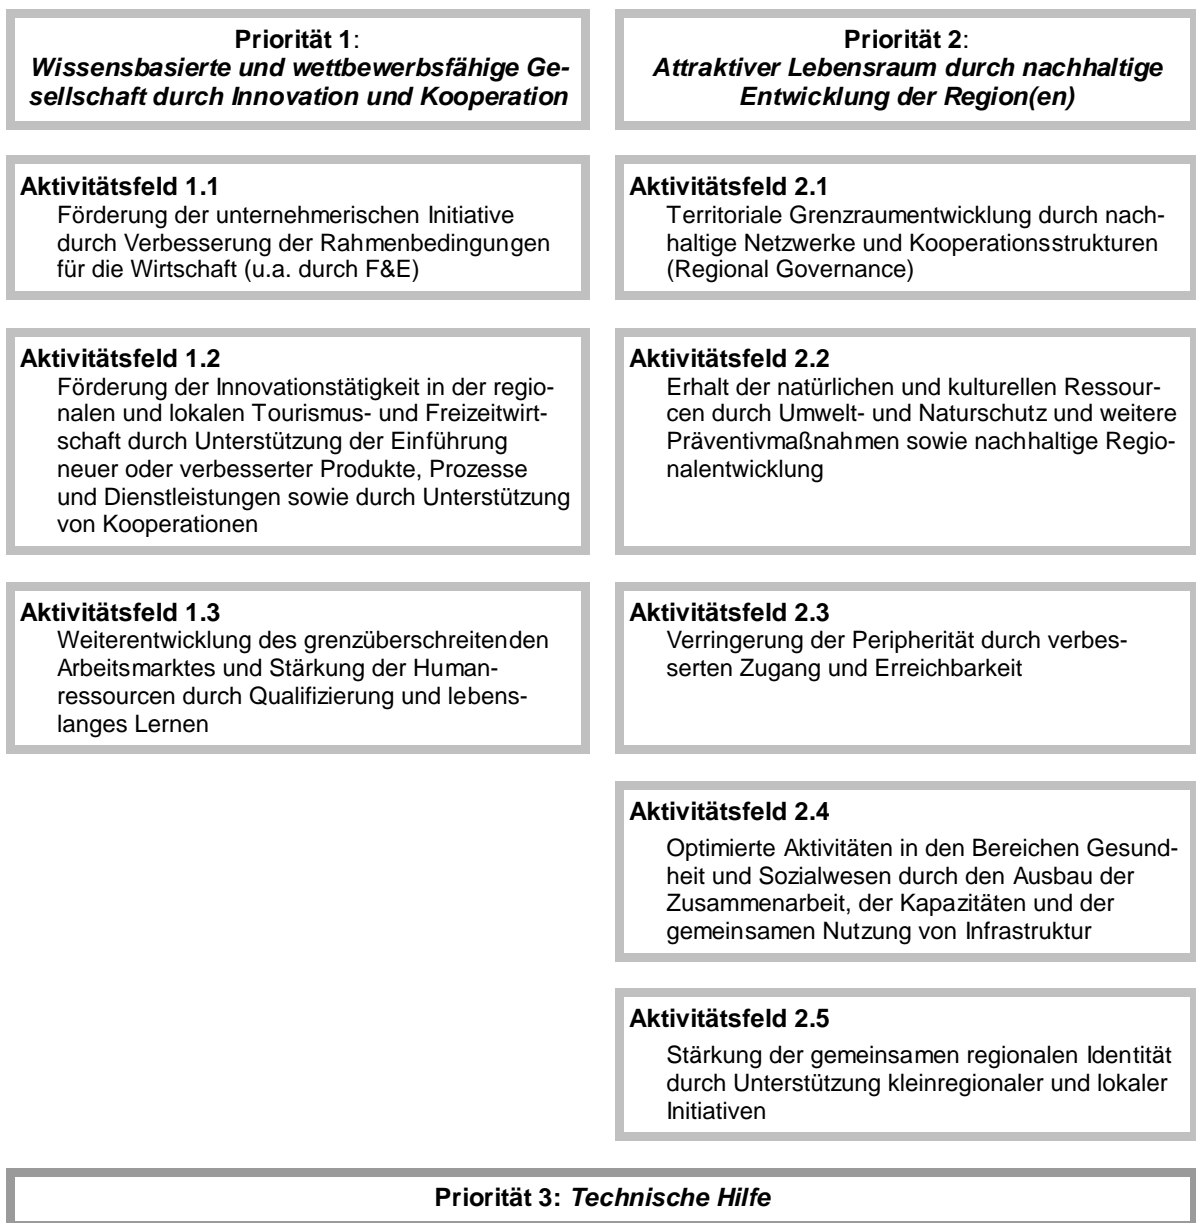 Priorität 1:
Wissensbasierte und wettbewerbsfähige Ge-
sellschaft durch Innovation und Kooperation
Priorität 2:
Attraktiver Lebensraum durch nachhaltige
Entwicklung der Region(en)
Aktivitätsfeld 1.1
Förderung der unternehmerischen Initiative
durch Verbesserung der Rahmenbedingungen
für die Wirtschaft (u.a. durch F&E)
Aktivitätsfeld 2.1
Territoriale Grenzraumentwicklung durch nach-
haltige Netzwerke und Kooperationsstrukturen
(Regional Governance)
Aktivitätsfeld 1.2
Förderung der Innovationstätigkeit in der regio-
nalen und lokalen Tourismus- und Freizeitwirt-
schaft durch Unterstützung der Einführung
neuer oder verbesserter Produkte, Prozesse
und Dienstleistungen sowie durch Unterstützung
von Kooperationen
Aktivitätsfeld 2.2
Erhalt der natürlichen und kulturellen Ressour-
cen durch Umwelt- und Naturschutz und weitere
Präventivmaßnahmen sowie nachhaltige Regio-
nalentwicklung
Aktivitätsfeld 1.3
Weiterentwicklung des grenzüberschreitenden
Arbeitsmarktes und Stärkung der Human-
ressourcen durch Qualifizierung und lebens-
langes Lernen
Aktivitätsfeld 2.3
Verringerung der Peripherität durch verbes-
serten Zugang und Erreichbarkeit
Aktivitätsfeld 2.4
Optimierte Aktivitäten in den Bereichen Gesund-
heit und Sozialwesen durch den Ausbau der
Zusammenarbeit, der Kapazitäten und der
gemeinsamen Nutzung von Infrastruktur
Aktivitätsfeld 2.5
Stärkung der gemeinsamen regionalen Identität
durch Unterstützung kleinregionaler und lokaler
Initiativen
Priorität 3: Technische Hilfe